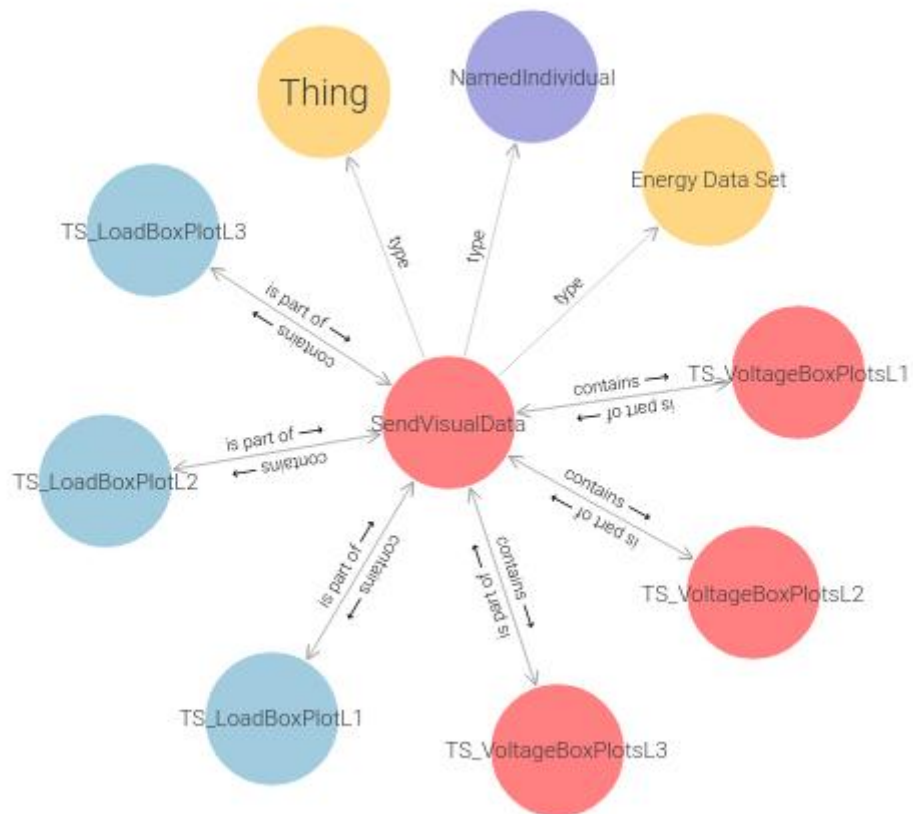 NamedIndividual
Thing
Energy Data Set
TS_LoadBoxPlotL3
type
type
type
is part of ⟶
⟵ contains
TS_VoltageBoxPlotsL1
contains ⟶
⟵ is part of
SendVisualData
is part of ⟶
⟵ contains
TS_LoadBoxPlotL2
contains ⟶
⟵ is part of
is part of ⟶
⟵ contains
contains ⟶
⟵ is part of
TS_VoltageBoxPlotsL2
TS_LoadBoxPlotL1
TS_VoltageBoxPlotsL3